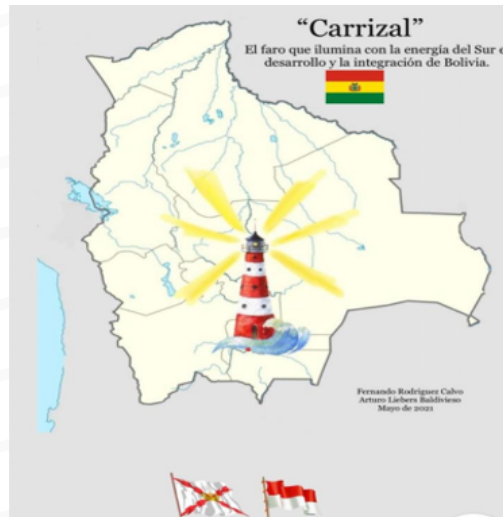 “Carrizal”
El faro que ilumina con la energía del Sur e
desarrollo y la integración de Bolivia.
Fernando Rodriguez Calvo
Arturo Liebers Baldivieso
Mayo de 2021